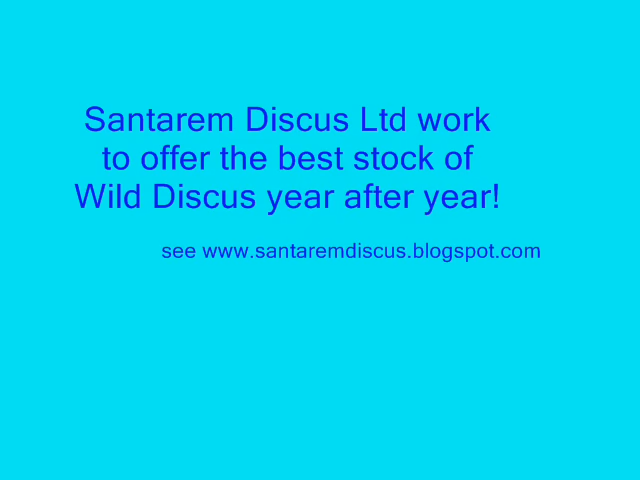 Santarem Discus Ltd work
to offer the best stock of
Wild Discus year after year!
see www.santaremdiscus.blogspot.com